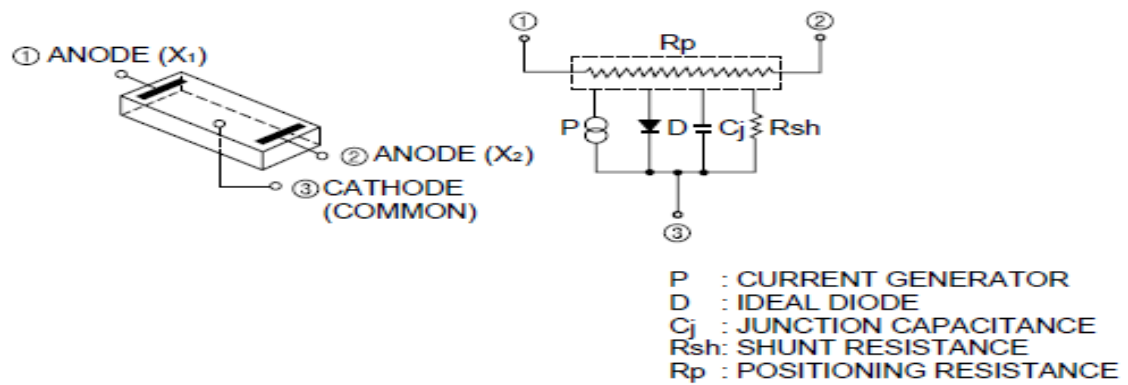 ① ANODE (X₁)
② ANODE (X₂)
③ CATHODE
(COMMON)
① ②
Rp
P D Cj Rsh
③
P : CURRENT GENERATOR
D : IDEAL DIODE
Cj : JUNCTION CAPACITANCE
Rsh: SHUNT RESISTANCE
Rp : POSITIONING RESISTANCE